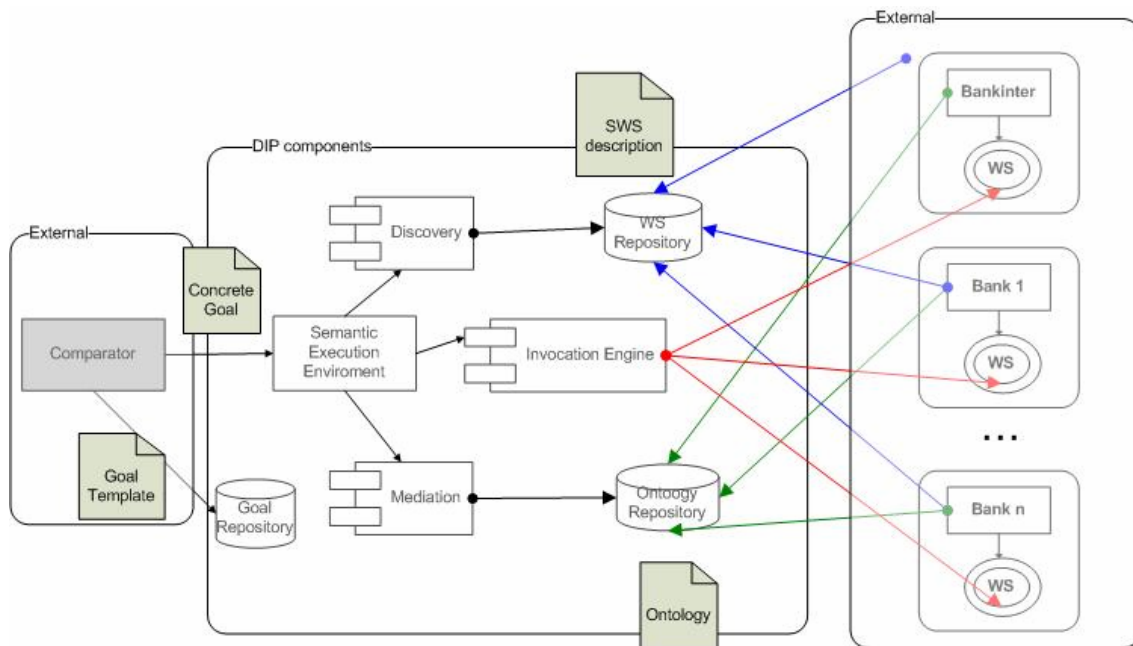 External
Bankinter
WS
SWS
description
DIP components
Discovery
WS
Repository
External
Concrete
Goal
Bank 1
WS
Comparator
Semantic
Execution
Enviroment
Invocation Engine
...
Goal
Template
Goal
Repository
Mediation
Ontoogy
Repository
Bank n
WS
Ontology